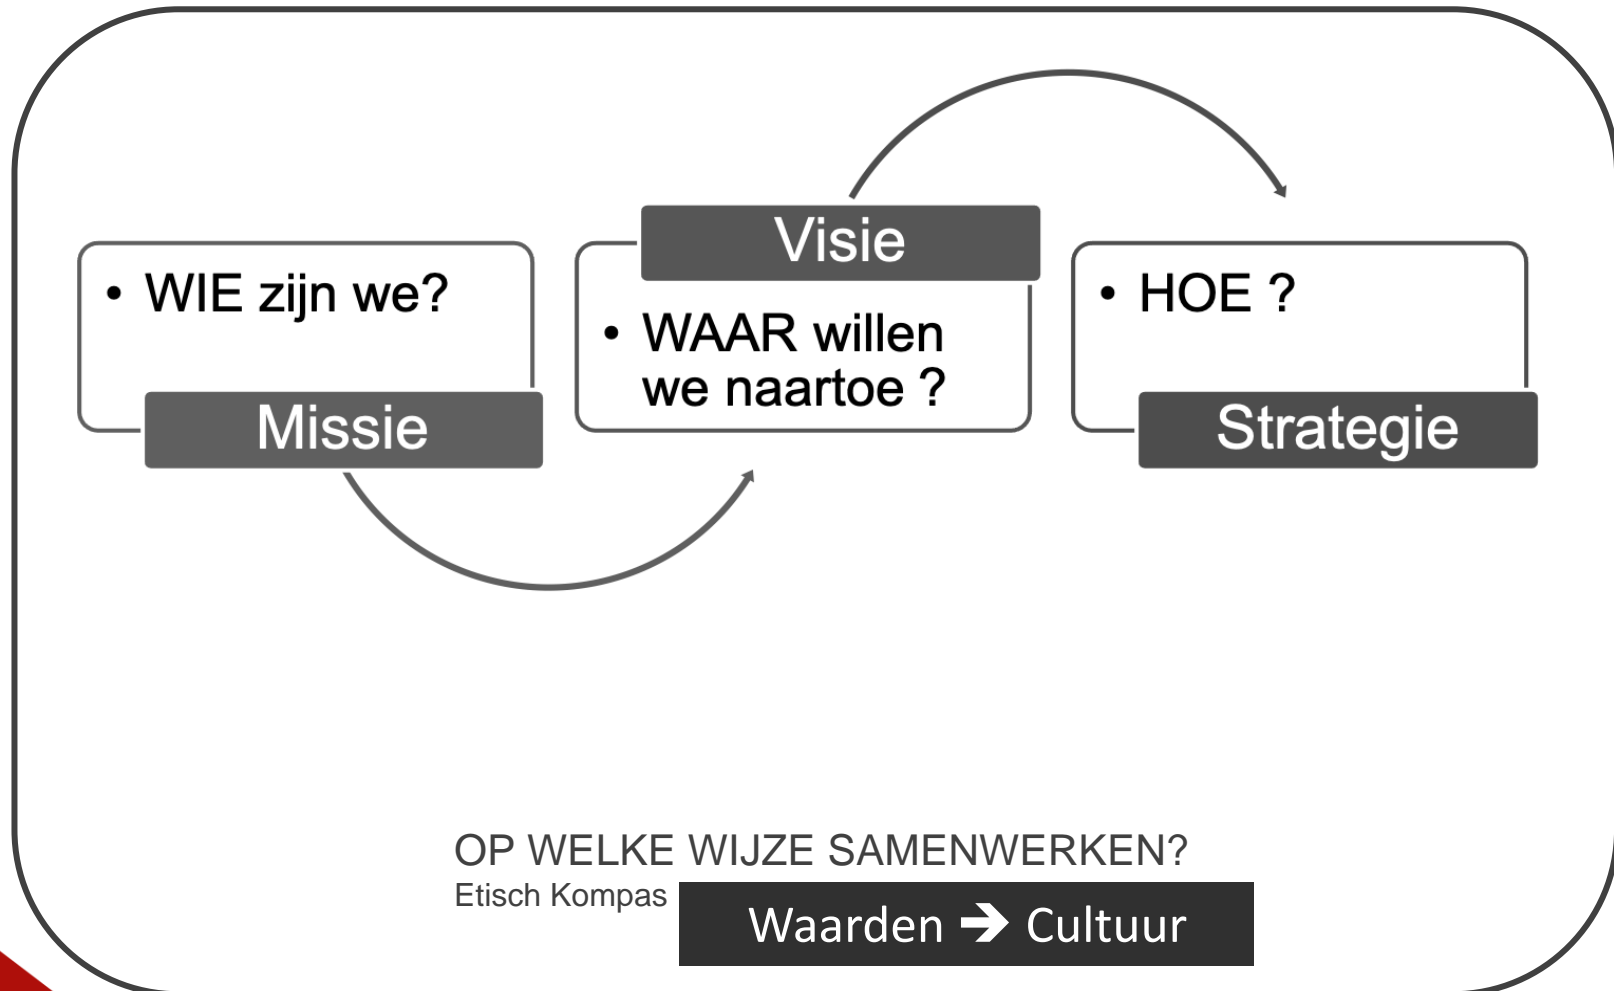 • WIE zijn we?
Missie
Visie
• WAAR willen
we naartoe ?
• HOE ?
Strategie
OP WELKE WIJZE SAMENWERKEN?
Etisch Kompas
Waarden ➔ Cultuur